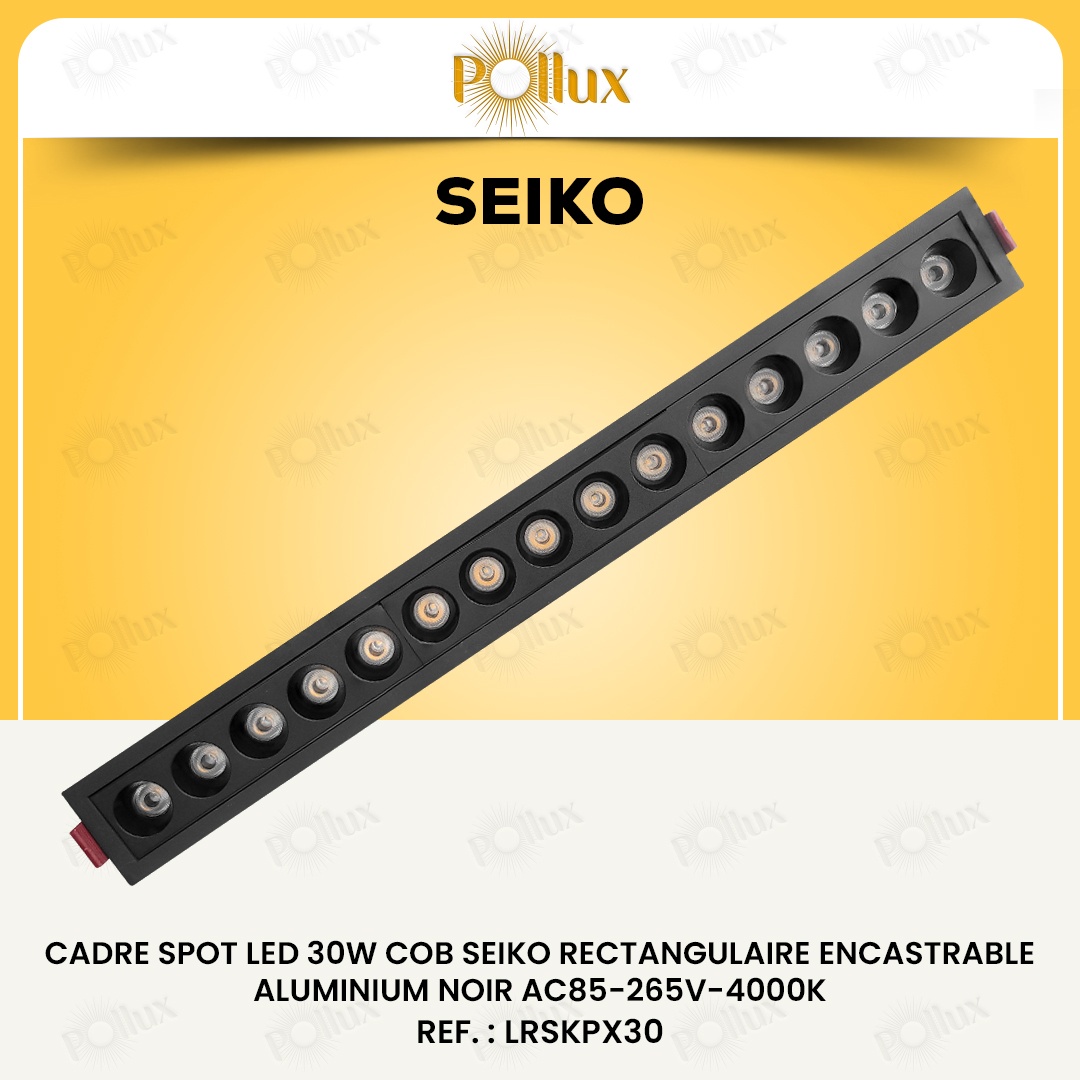 Pollux
SEIKO
CADRE SPOT LED 30W COB SEIKO RECTANGULAIRE ENCASTRABLE
ALUMINIUM NOIR AC85-265V-4000K
REF. : LRSKPX30